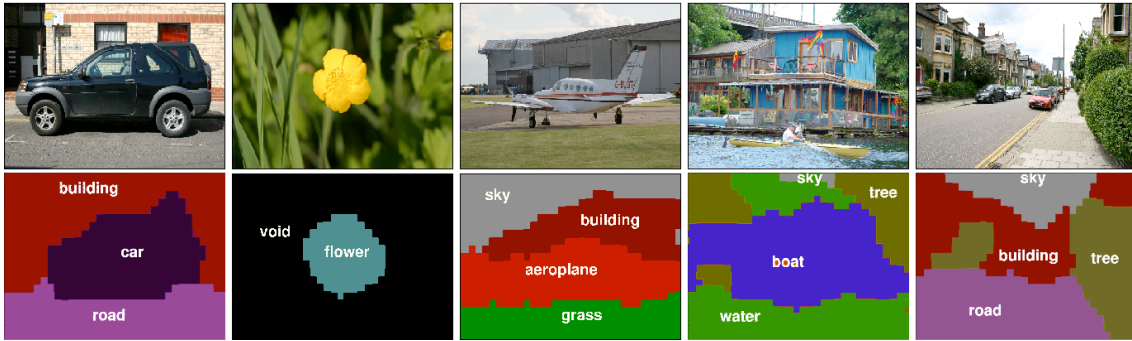 building
car
road
void
flower
sky
building
aeroplane
grass
sky
tree
boat
water
sky
building
tree
road